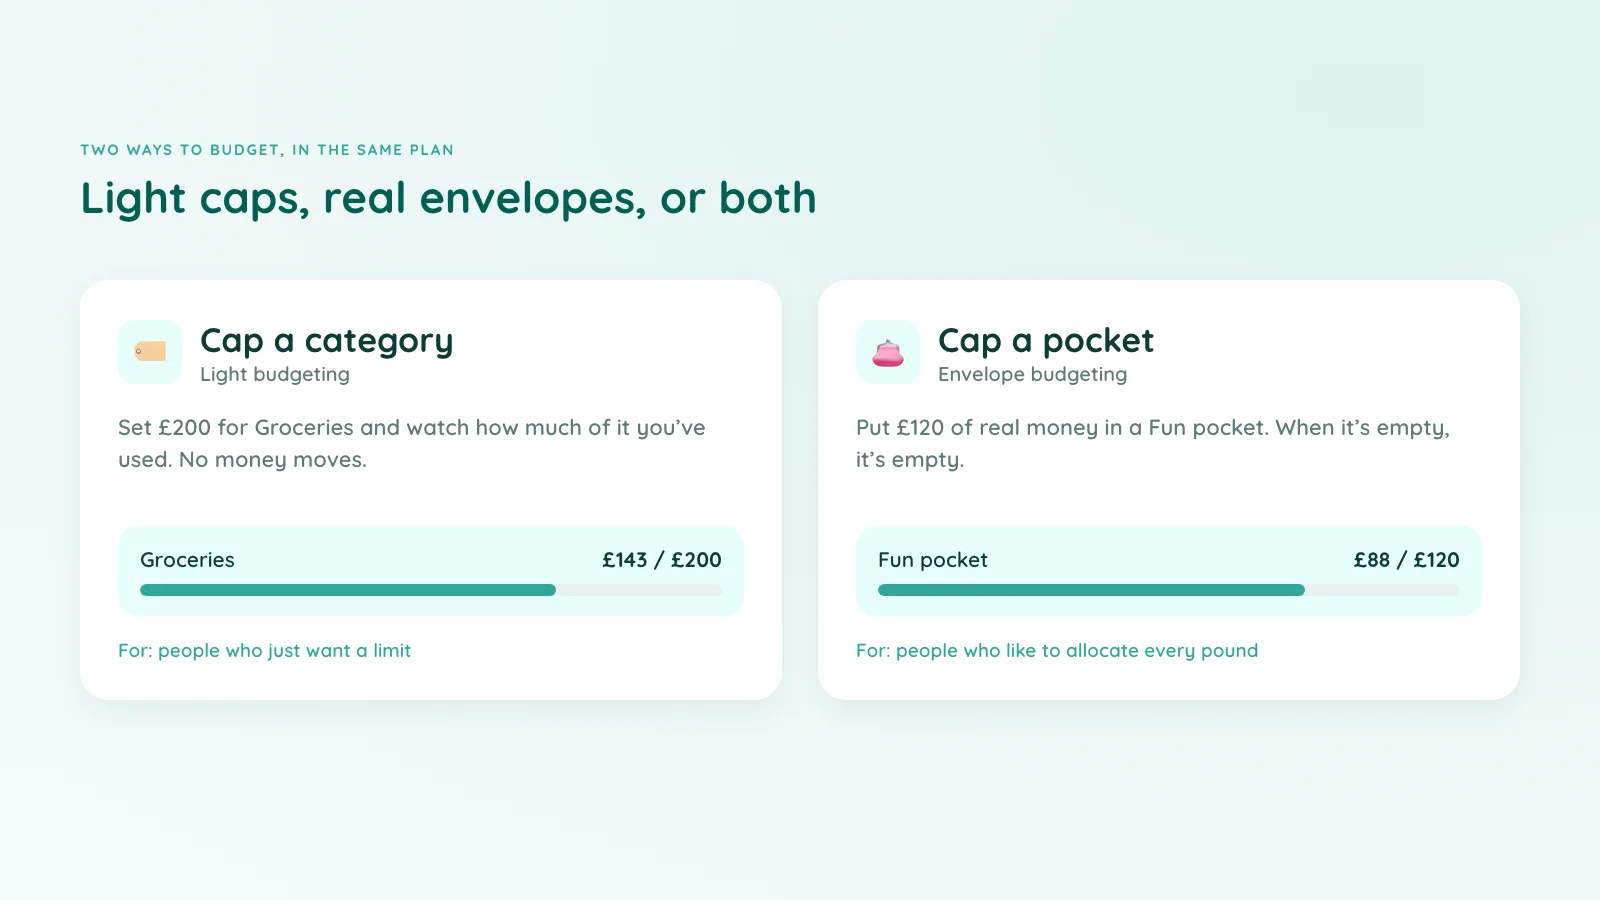 TWO WAYS TO BUDGET, IN THE SAME PLAN
Light caps, real envelopes, or both
Cap a category
Light budgeting
Set £200 for Groceries and watch how much of it you’ve
used. No money moves.
Groceries £143 / £200
For: people who just want a limit
Cap a pocket
Envelope budgeting
Put £120 of real money in a Fun pocket. When it’s empty,
it’s empty.
Fun pocket £88 / £120
For: people who like to allocate every pound